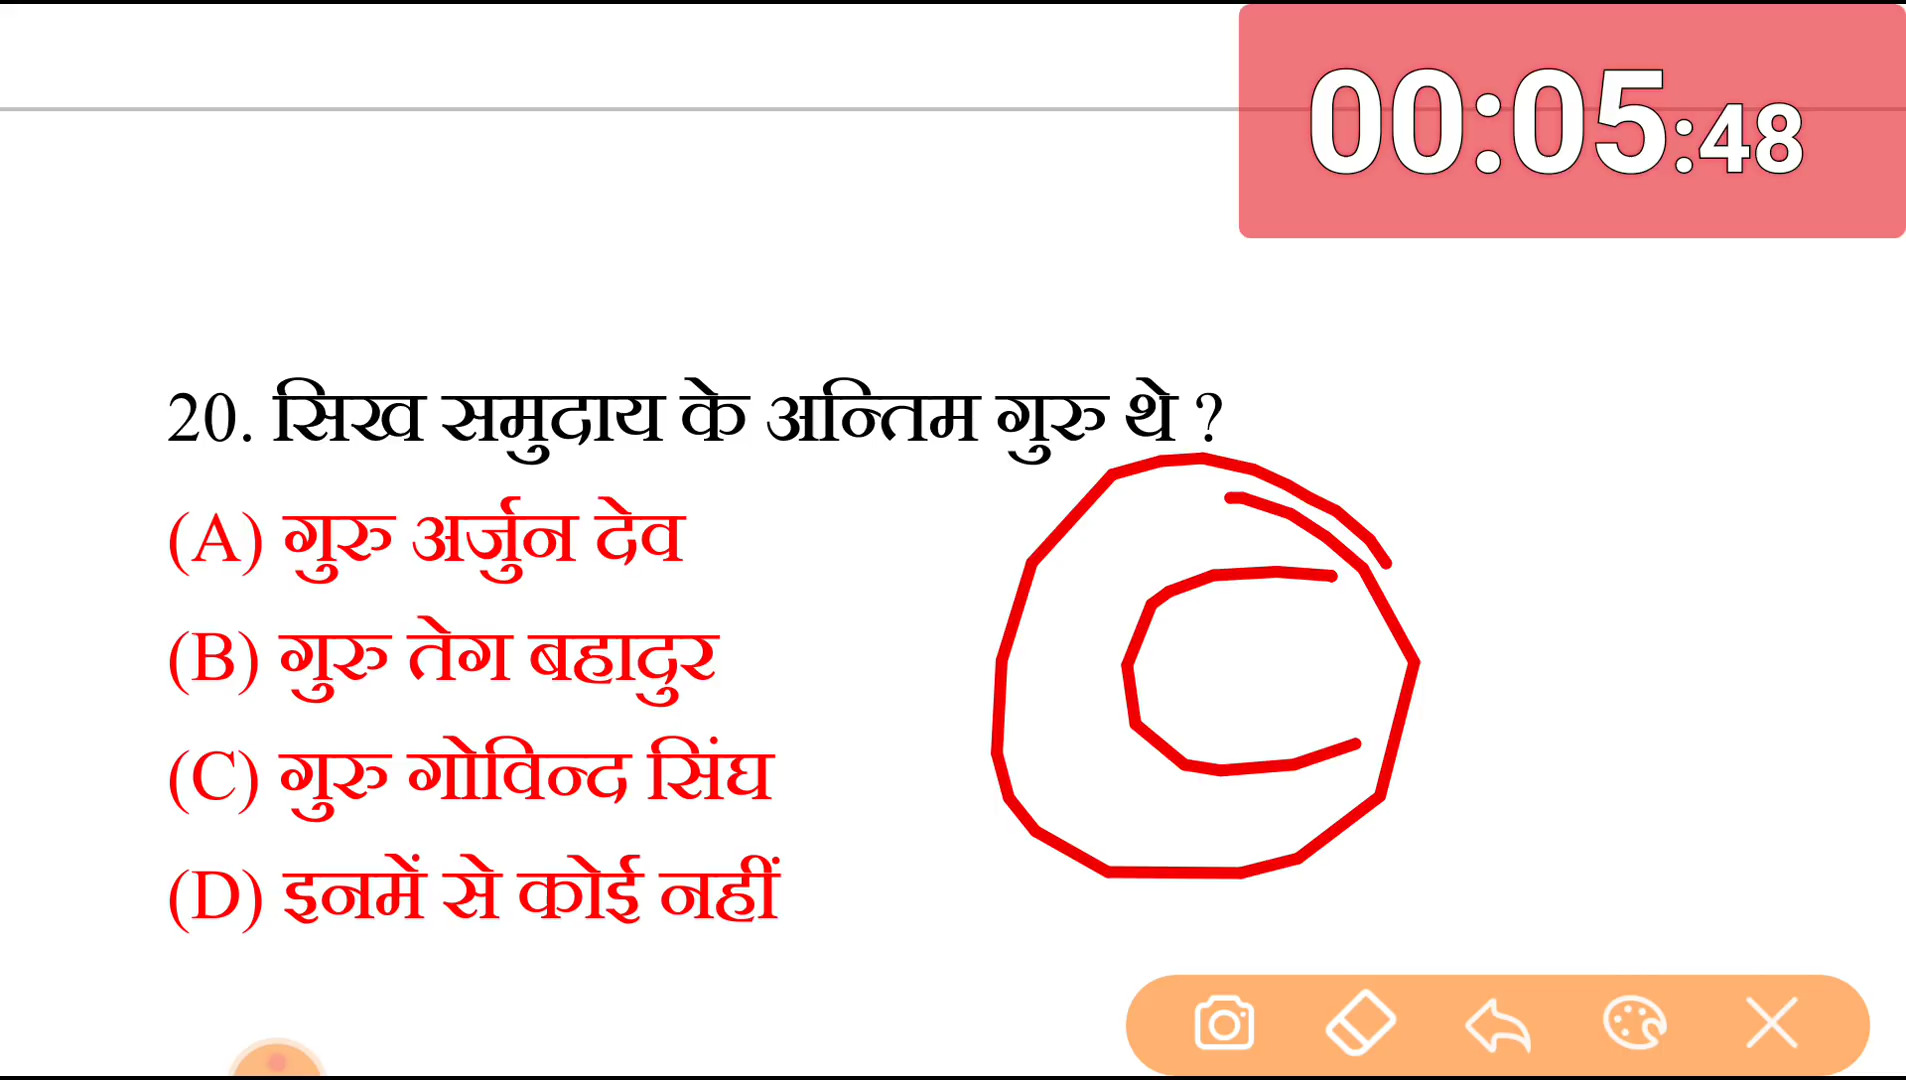 00:05:48
20. सिख समुदाय के अन्तिम गुरु थे ?
(A) गुरु अर्जुन देव
(B) गुरु तेग बहादुर
(C) गुरु गोविन्द सिंघ
(D) इनमें से कोई नहीं
C